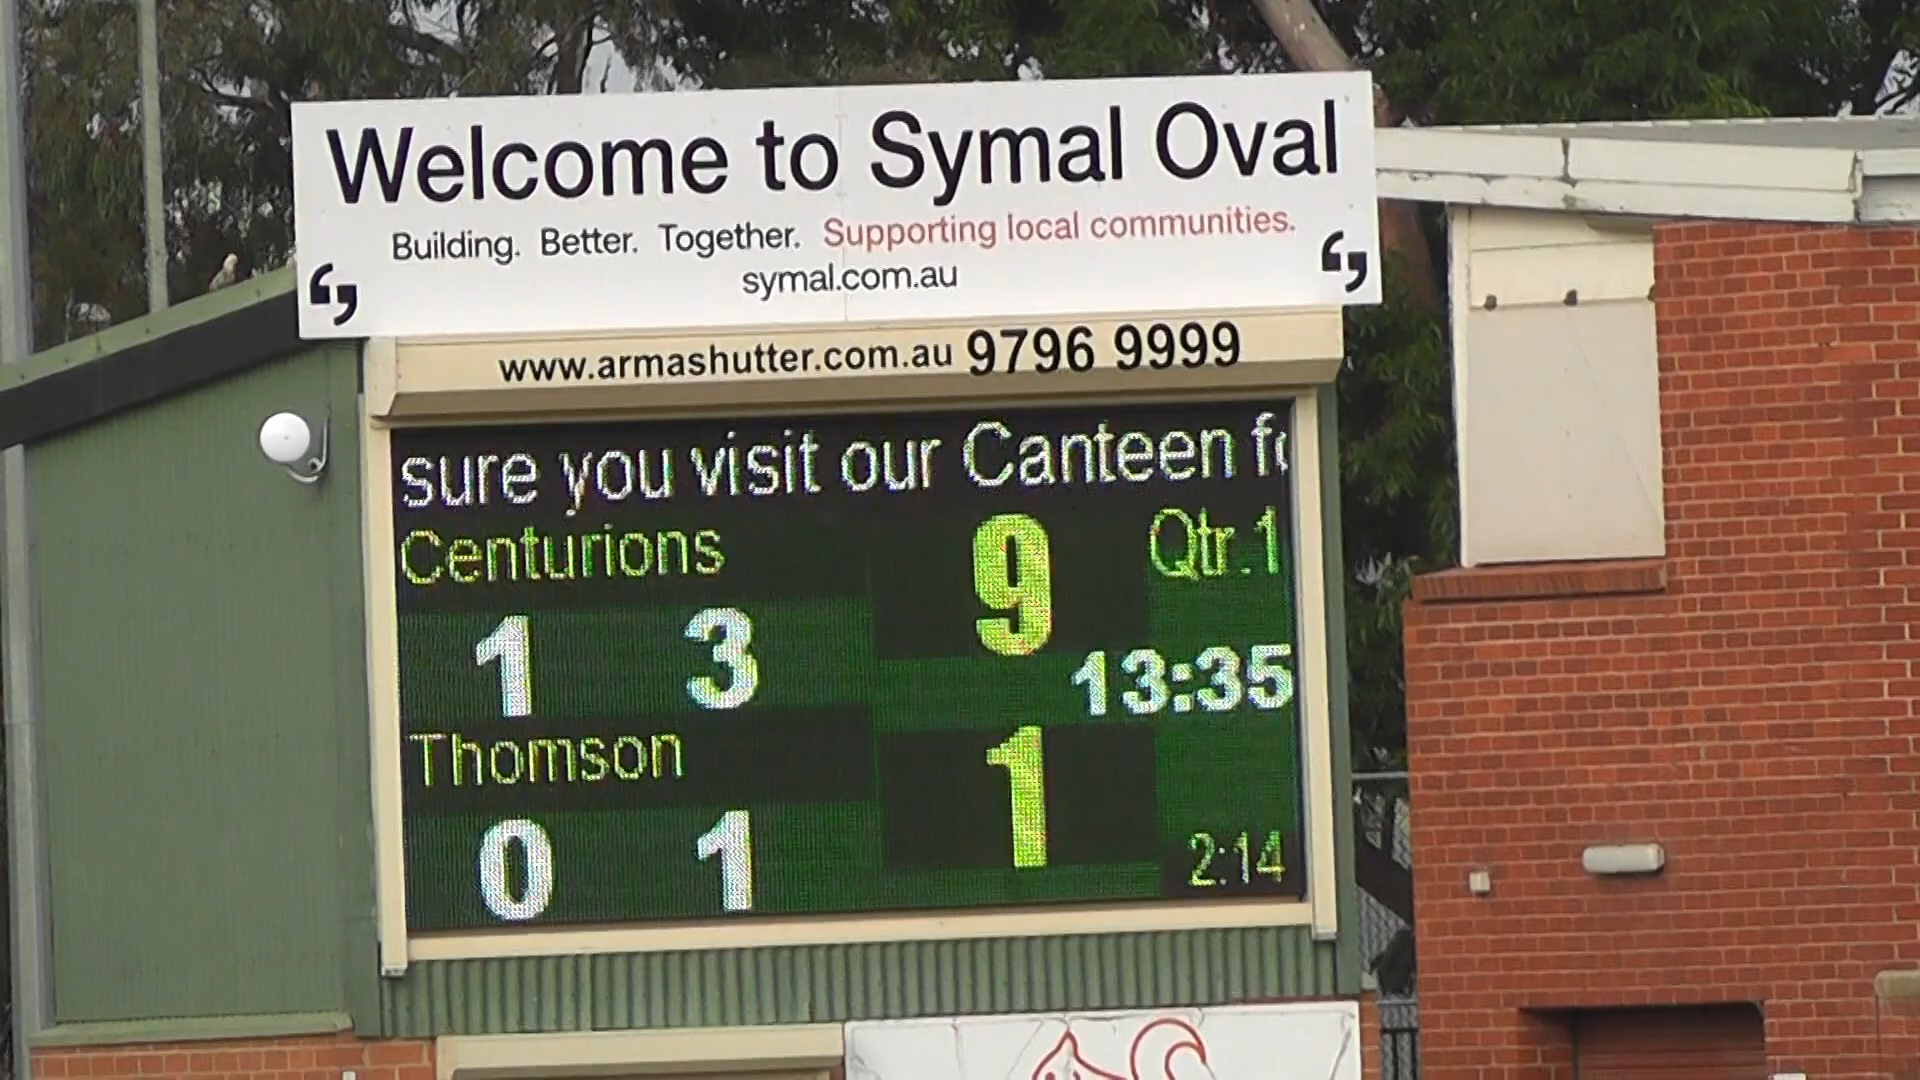 Welcome to Symal Oval
Building. Better. Together. Supporting local communities.
symal.com.au
www.armashutter.com.au 9796 9999
sure you visit our Canteen
Centurions 9 Qtr.1
1 3 13:35
Thomson 1
0 1 2:14